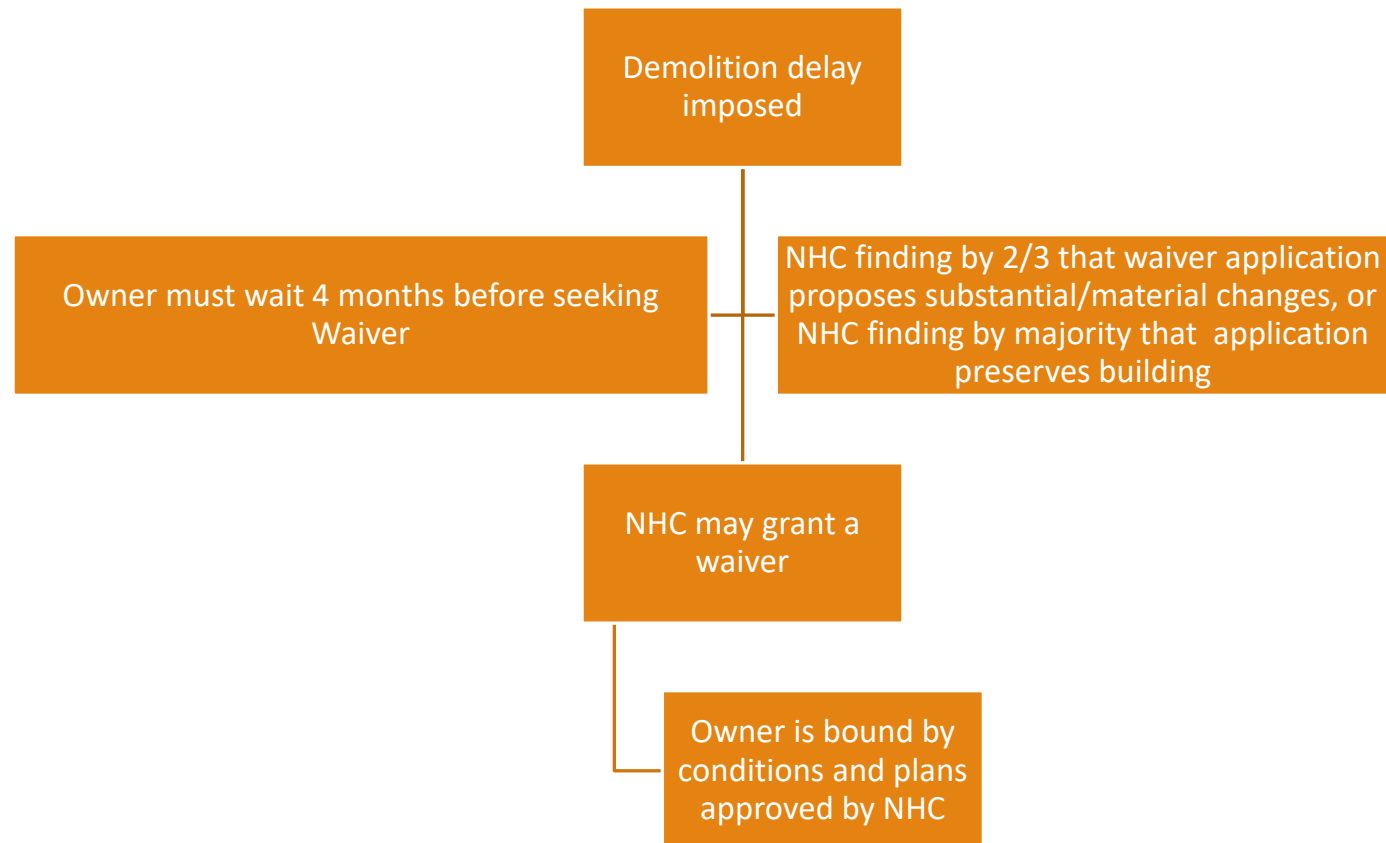 Demolition delay
imposed
Owner must wait 4 months before seeking
Waiver
NHC finding by 2/3 that waiver application
proposes substantial/material changes, or
NHC finding by majority that application
preserves building
NHC may grant a
waiver
Owner is bound by
conditions and plans
approved by NHC